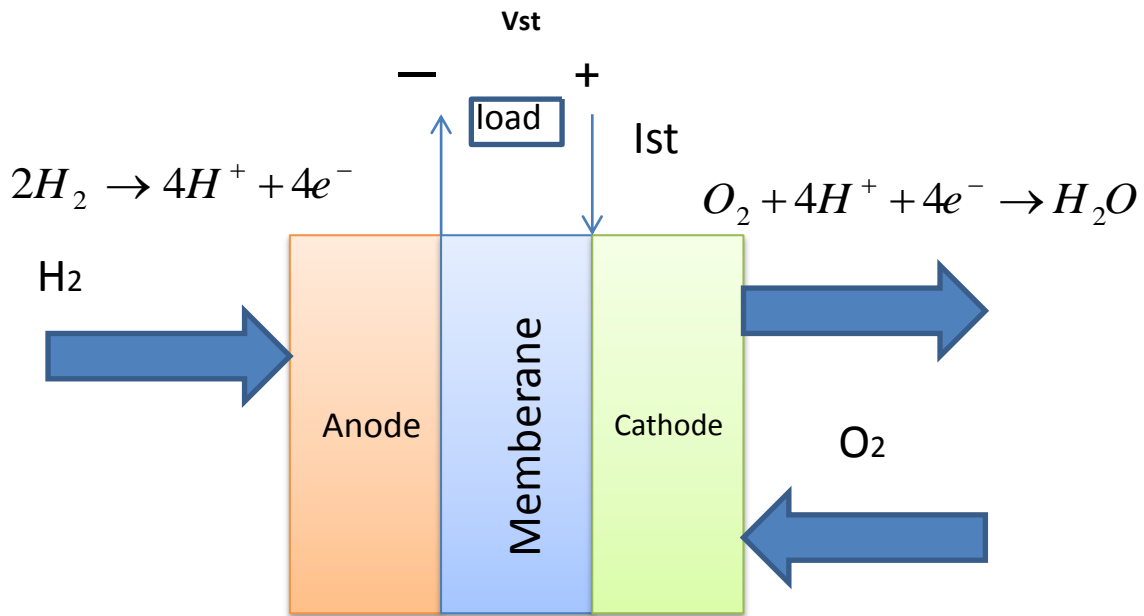 Vst
− +
load
Ist
2H₂ → 4H⁺ + 4e⁻
O₂ + 4H⁺ + 4e⁻ → H₂O
H₂
Memberane
Anode
Cathode
O₂